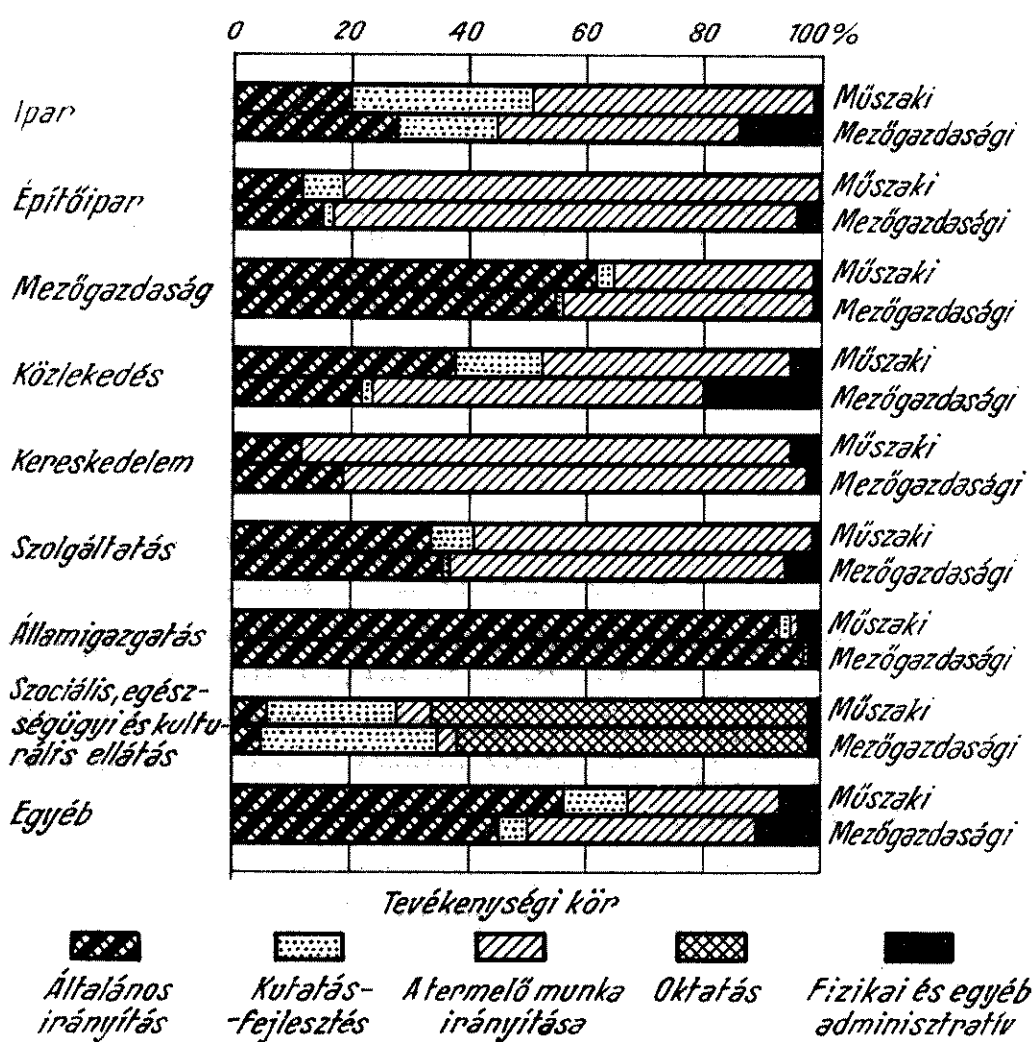 0 20 40 60 80 100%
Ipar
Műszaki
Mezőgazdasági
Építőipar
Műszaki
Mezőgazdasági
Mezőgazdaság
Műszaki
Mezőgazdasági
Közlekedés
Műszaki
Mezőgazdasági
Kereskedelem
Műszaki
Mezőgazdasági
Szolgáltatás
Műszaki
Mezőgazdasági
Államigazgatás
Műszaki
Mezőgazdasági
Szociális, egész-
ségügyi és kultu-
rális ellátás
Műszaki
Mezőgazdasági
Egyéb
Műszaki
Mezőgazdasági
Tevékenységi kör
Általános
irányítás
Kutatás-
-fejlesztés
A termelő munka
irányítása
Oktatás
Fizikai és egyéb
adminisztratív